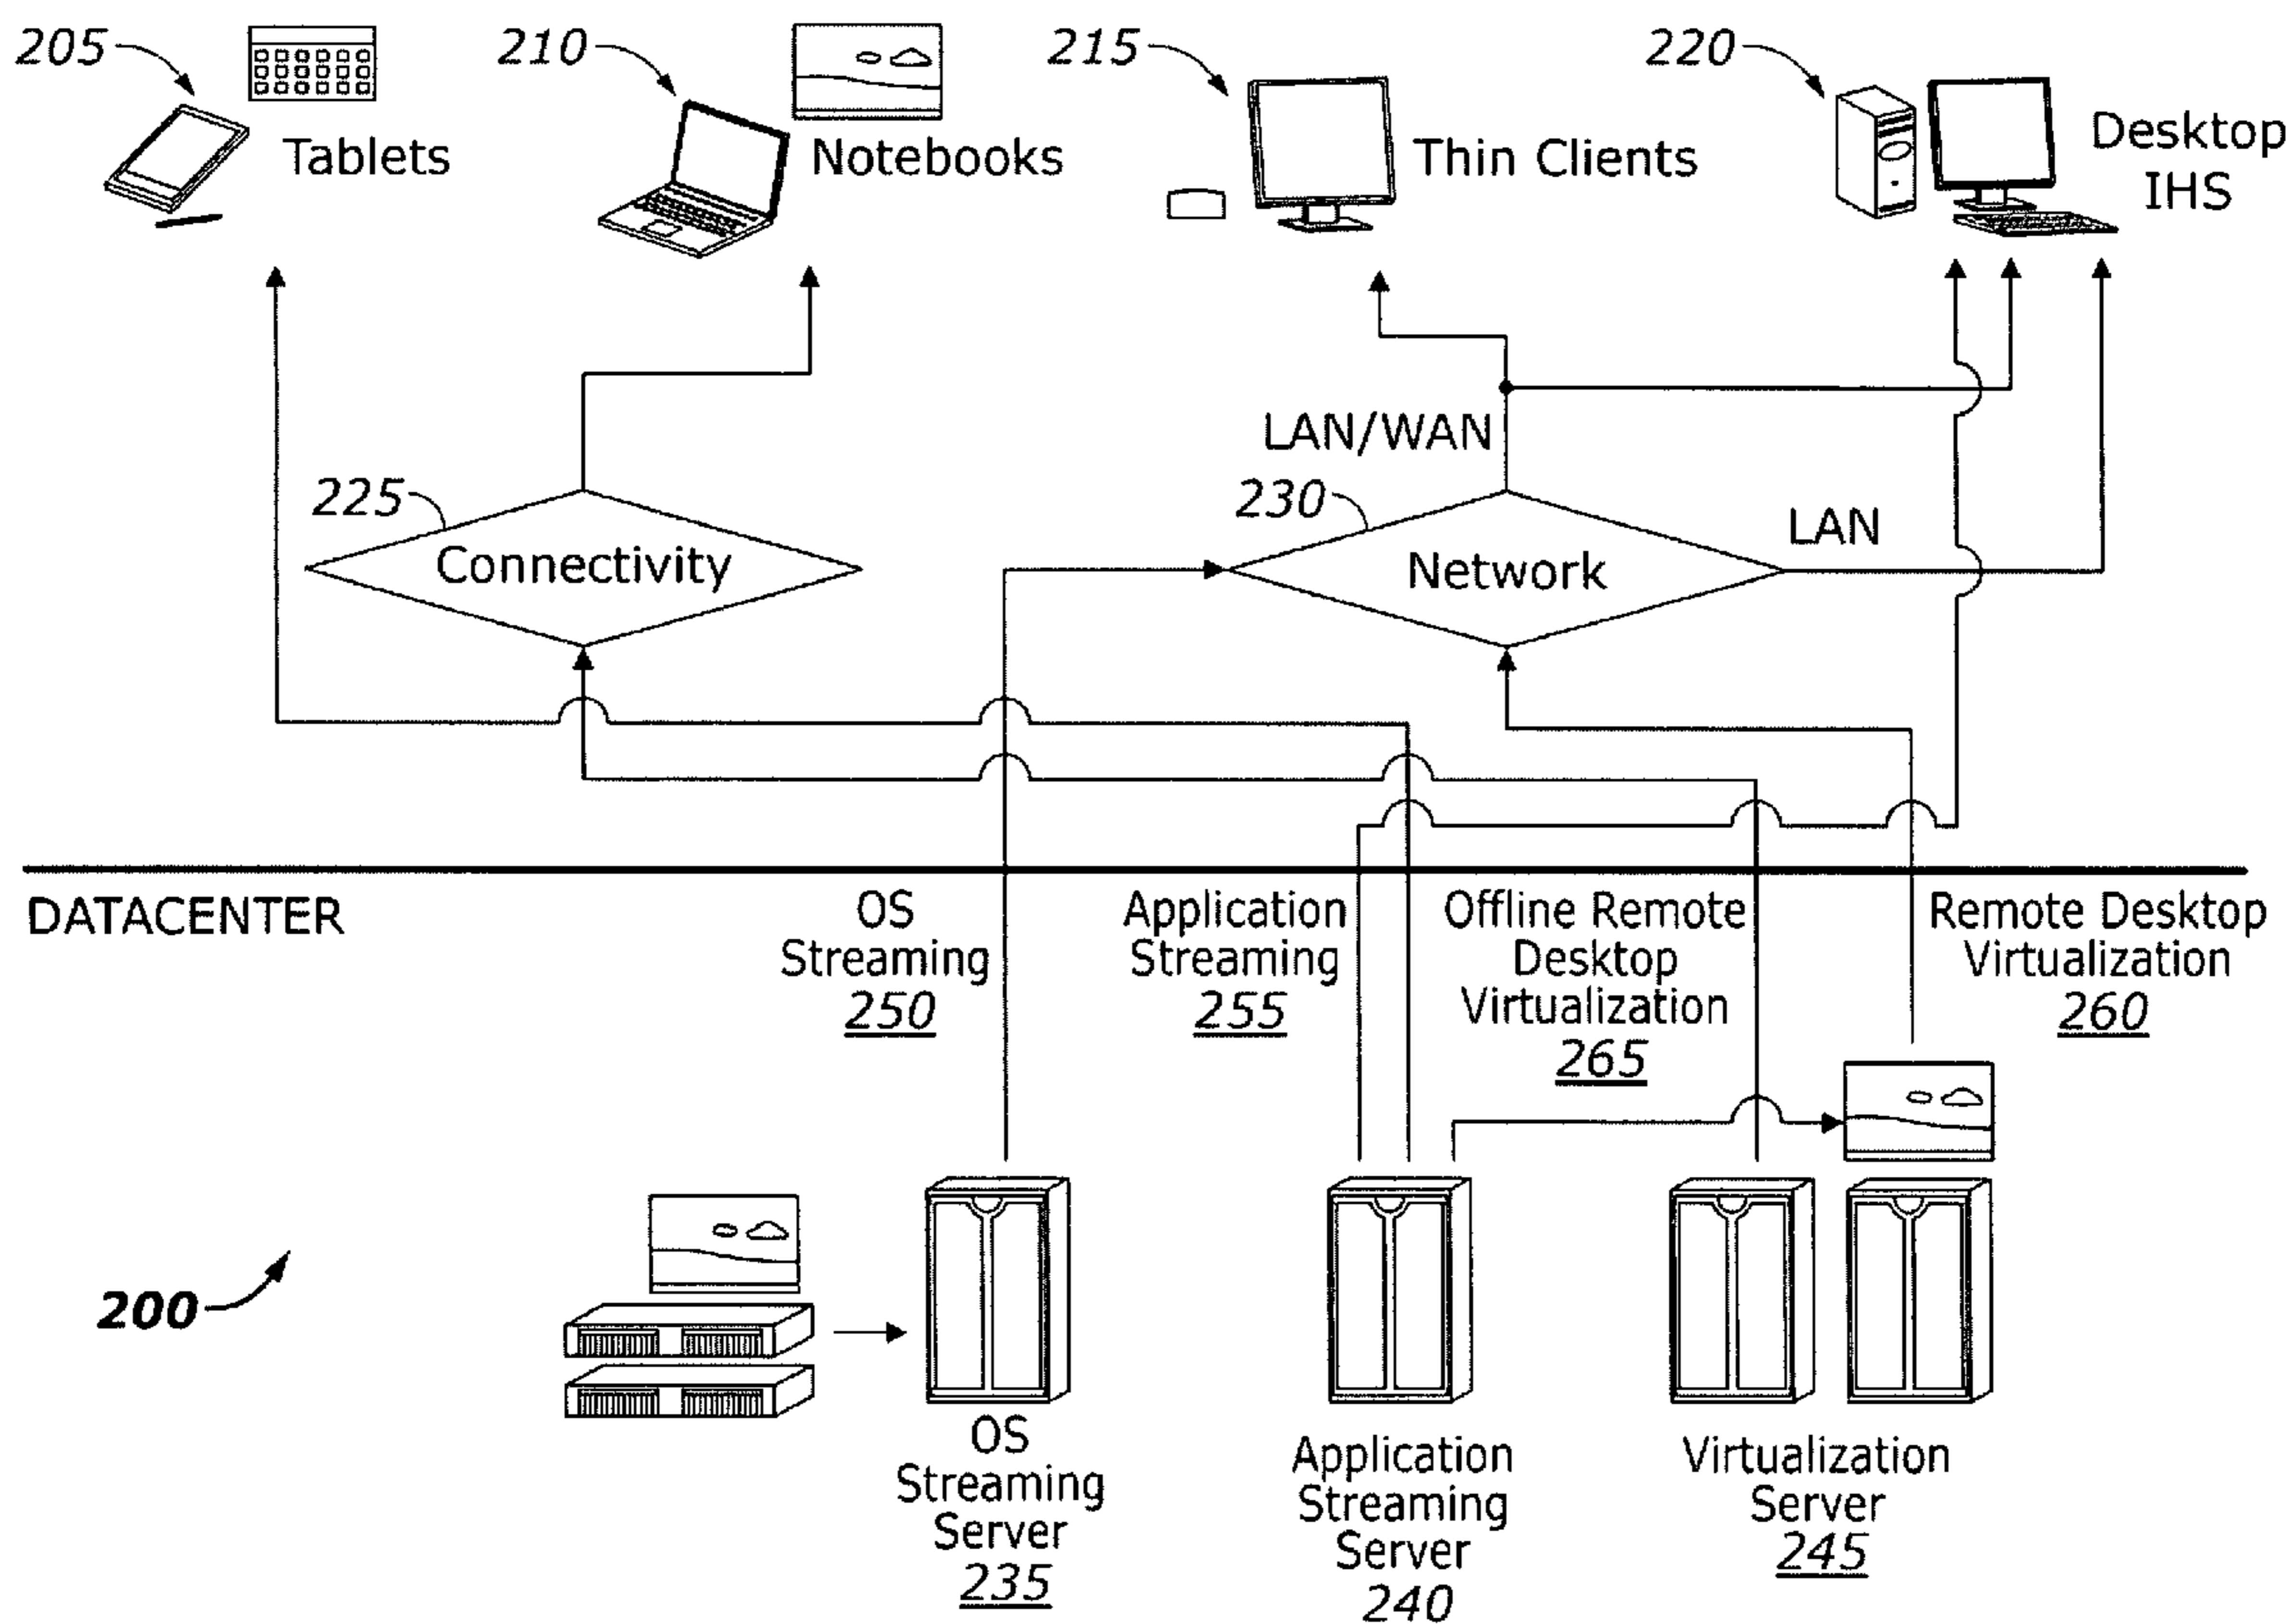 205
Tablets
210
Notebooks
215
Thin Clients
220
Desktop
IHS
225
Connectivity
LAN/WAN
230
Network
LAN
DATACENTER
OS
Streaming
250
Application
Streaming
255
Offline Remote
Desktop
Virtualization
265
Remote Desktop
Virtualization
260
200
OS
Streaming
Server
235
Application
Streaming
Server
240
Virtualization
Server
245